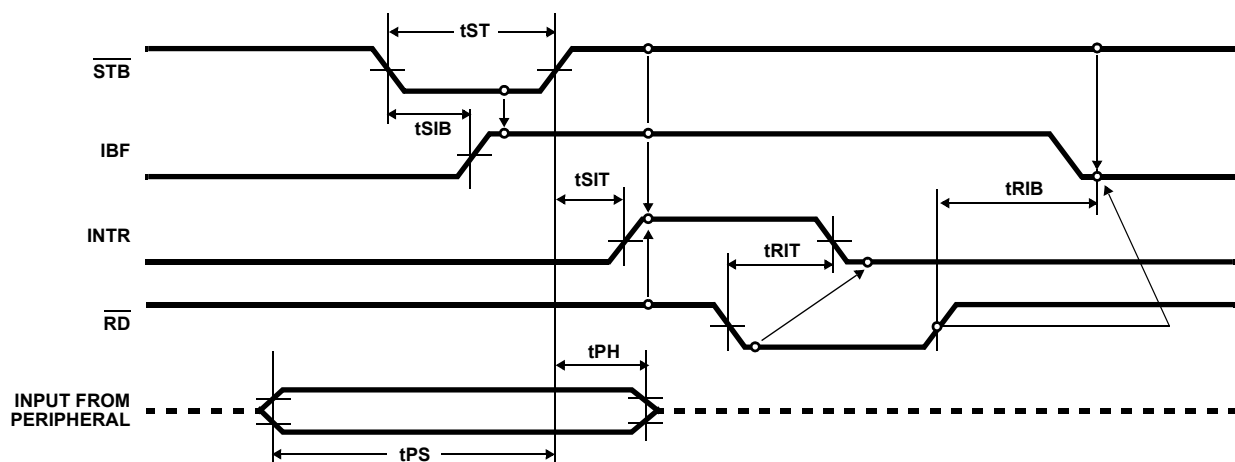 tST
STB
tSIB
IBF
tSIT
tRIB
INTR
tRIT
RD
tPH
INPUT FROM
PERIPHERAL
tPS